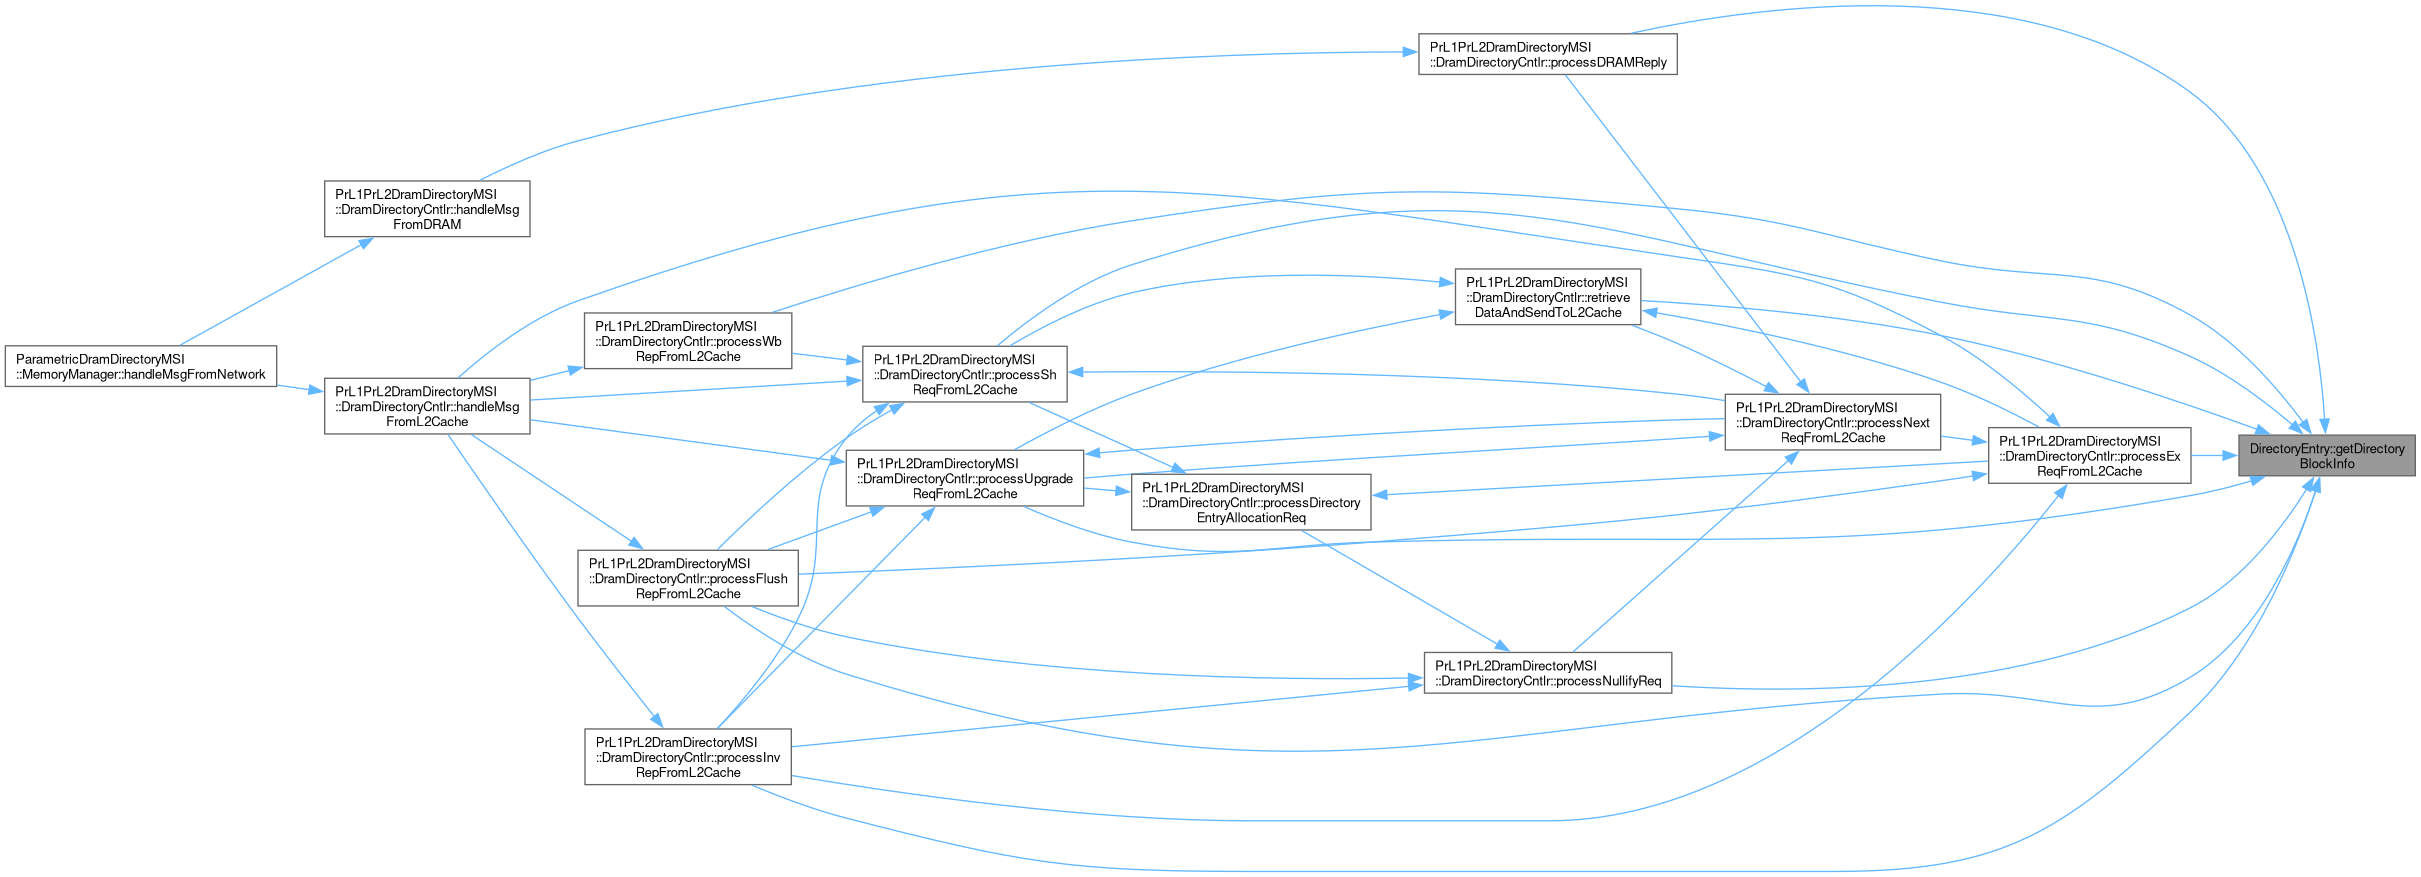 PrL1PrL2DramDirectoryMSI
::DramDirectoryCntlr::processDRAMReply
PrL1PrL2DramDirectoryMSI
::DramDirectoryCntlr::handleMsg
FromDRAM
ParametricDramDirectoryMSI
::MemoryManager::handleMsgFromNetwork
PrL1PrL2DramDirectoryMSI
::DramDirectoryCntlr::handleMsg
FromL2Cache
PrL1PrL2DramDirectoryMSI
::DramDirectoryCntlr::processWb
RepFromL2Cache
PrL1PrL2DramDirectoryMSI
::DramDirectoryCntlr::processSh
ReqFromL2Cache
PrL1PrL2DramDirectoryMSI
::DramDirectoryCntlr::retrieve
DataAndSendToL2Cache
PrL1PrL2DramDirectoryMSI
::DramDirectoryCntlr::processNext
ReqFromL2Cache
PrL1PrL2DramDirectoryMSI
::DramDirectoryCntlr::processEx
ReqFromL2Cache
DirectoryEntry::getDirectory
BlockInfo
PrL1PrL2DramDirectoryMSI
::DramDirectoryCntlr::processUpgrade
ReqFromL2Cache
PrL1PrL2DramDirectoryMSI
::DramDirectoryCntlr::processDirectory
EntryAllocationReq
PrL1PrL2DramDirectoryMSI
::DramDirectoryCntlr::processFlush
RepFromL2Cache
PrL1PrL2DramDirectoryMSI
::DramDirectoryCntlr::processNullifyReq
PrL1PrL2DramDirectoryMSI
::DramDirectoryCntlr::processInv
RepFromL2Cache